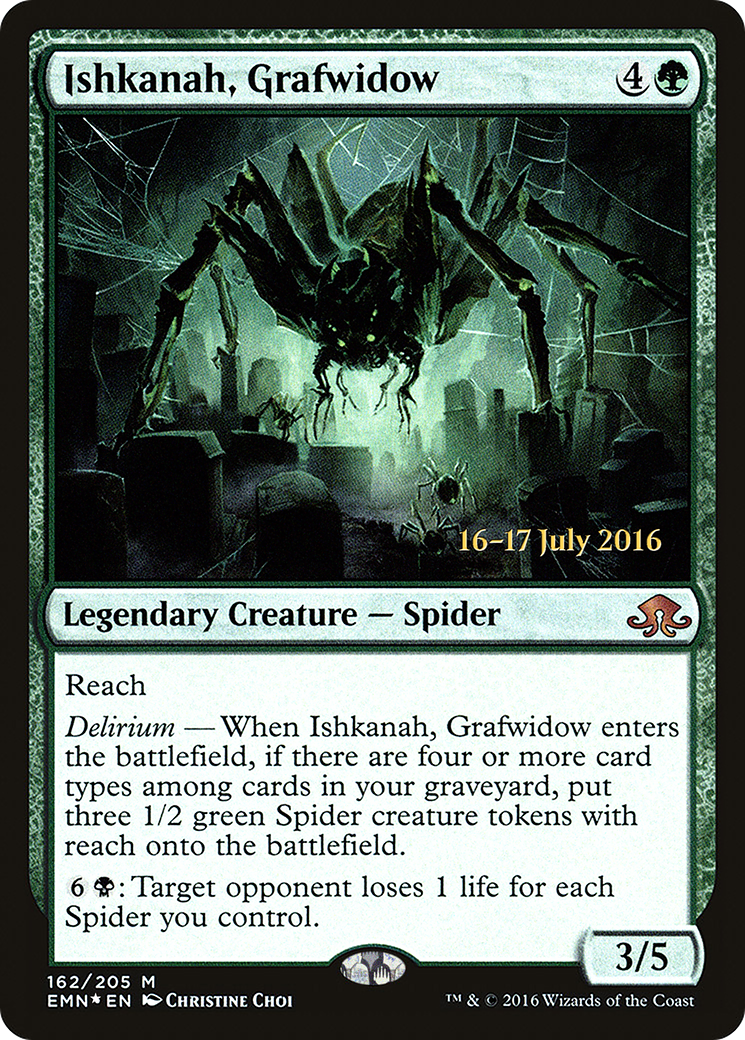 Ishkanah, Grafwidow 4
16–17 July 2016
Legendary Creature — Spider
Reach
Delirium — When Ishkanah, Grafwidow enters
the battlefield, if there are four or more card
types among cards in your graveyard, put
three 1/2 green Spider creature tokens with
reach onto the battlefield.
6 : Target opponent loses 1 life for each
Spider you control.
3/5
162/205 M
EMN★EN Christine Choi
™ & © 2016 Wizards of the Coast